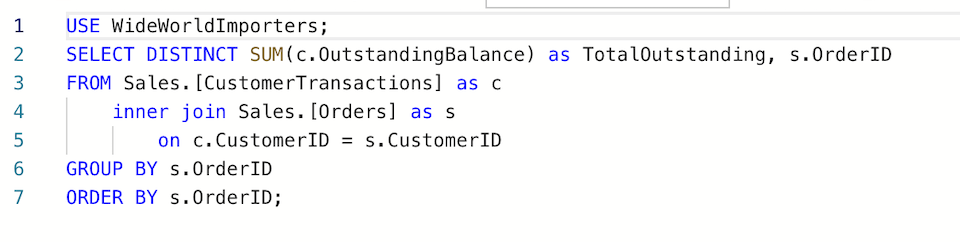 1 USE WideWorldImporters;
2 SELECT DISTINCT SUM(c.OutstandingBalance) as TotalOutstanding, s.OrderID
3 FROM Sales.[CustomerTransactions] as c
4 inner join Sales.[Orders] as s
5 on c.CustomerID = s.CustomerID
6 GROUP BY s.OrderID
7 ORDER BY s.OrderID;